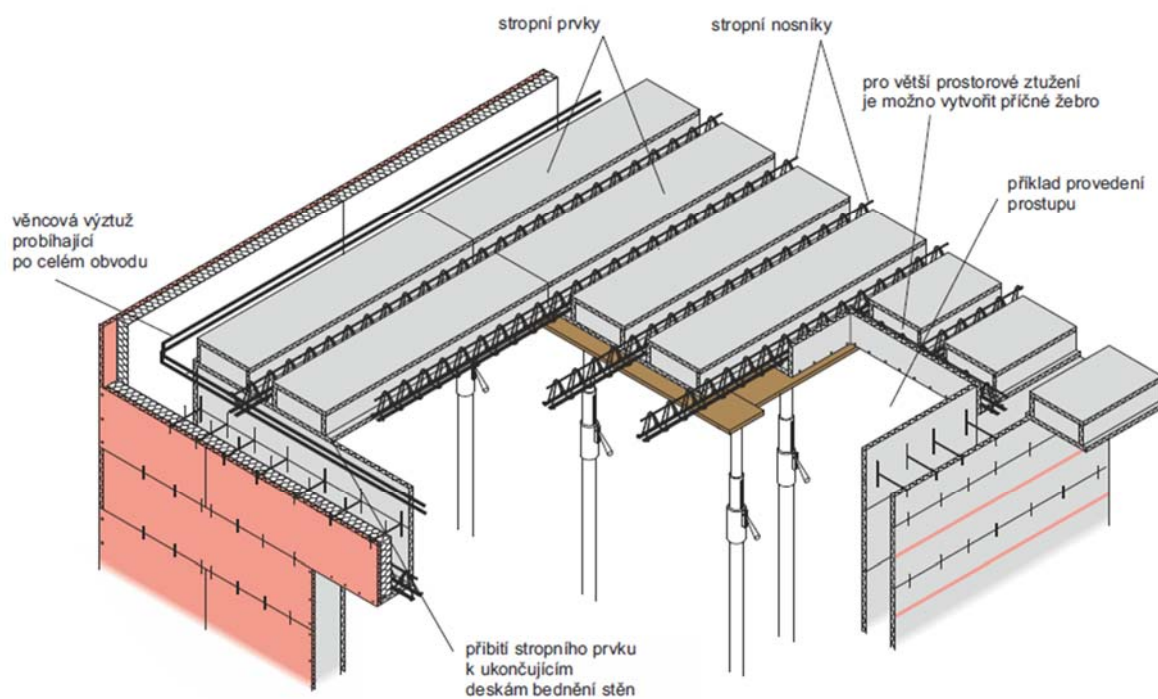 stropní prvky
stropní nosníky
pro větší prostorové ztužení
je možno vytvořit příčné žebro
příklad provedení
prostupu
věncová výztuž
probíhající
po celém obvodu
přibití stropního prvku
k ukončujícím
deskám bednění stěn